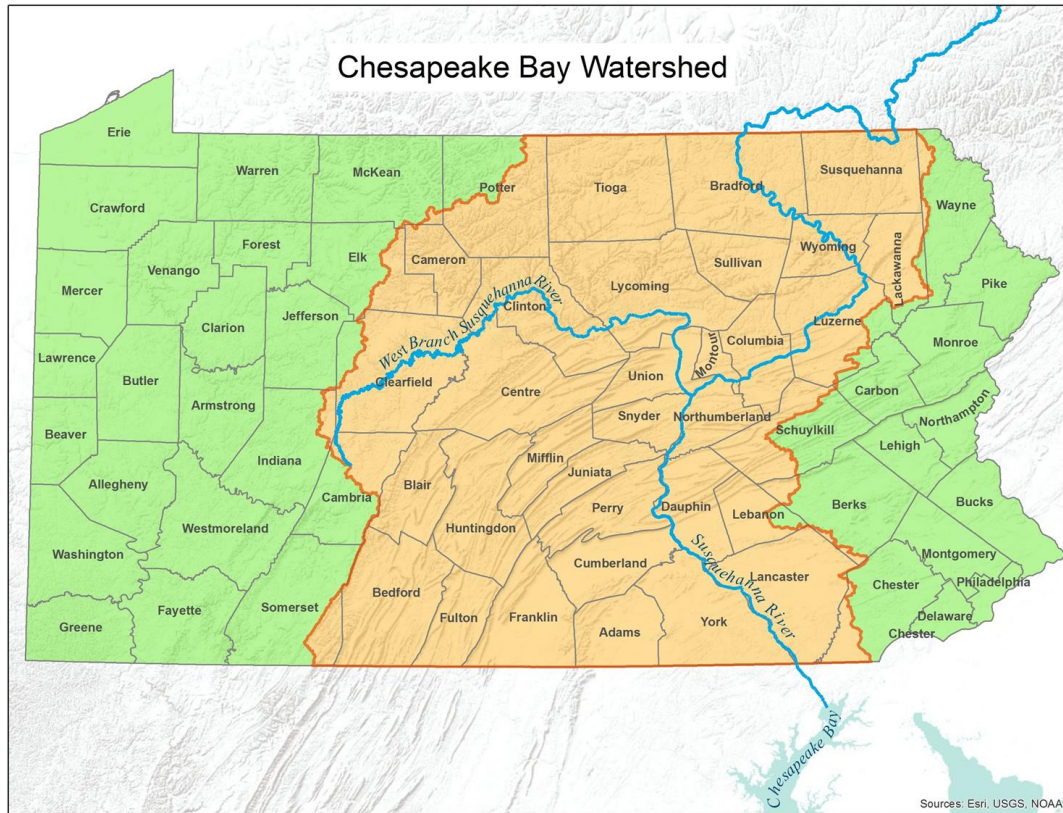 Chesapeake Bay Watershed
Erie
Warren
McKean
Potter
Tioga
Bradford
Susquehanna
Wayne
Crawford
Forest
Elk
Cameron
Sullivan
Wyoming
Lackawanna
Pike
Venango
Mercer
Clarion
Jefferson
Clinton
Lycoming
Luzerne
West Branch Susquehanna River
Columbia
Montour
Monroe
Lawrence
Butler
Clearfield
Centre
Union
Carbon
Armstrong
Northampton
Snyder
Northumberland
Schuylkill
Beaver
Lehigh
Indiana
Mifflin
Juniata
Allegheny
Cambria
Blair
Perry
Dauphin
Lebanon
Berks
Bucks
Westmoreland
Huntingdon
Washington
Cumberland
Susquehanna River
Lancaster
Montgomery
Philadelphia
Chester
Bedford
Fayette
Somerset
Fulton
Franklin
Adams
York
Delaware
Greene
Chester
Chesapeake Bay
Sources: Esri, USGS, NOAA